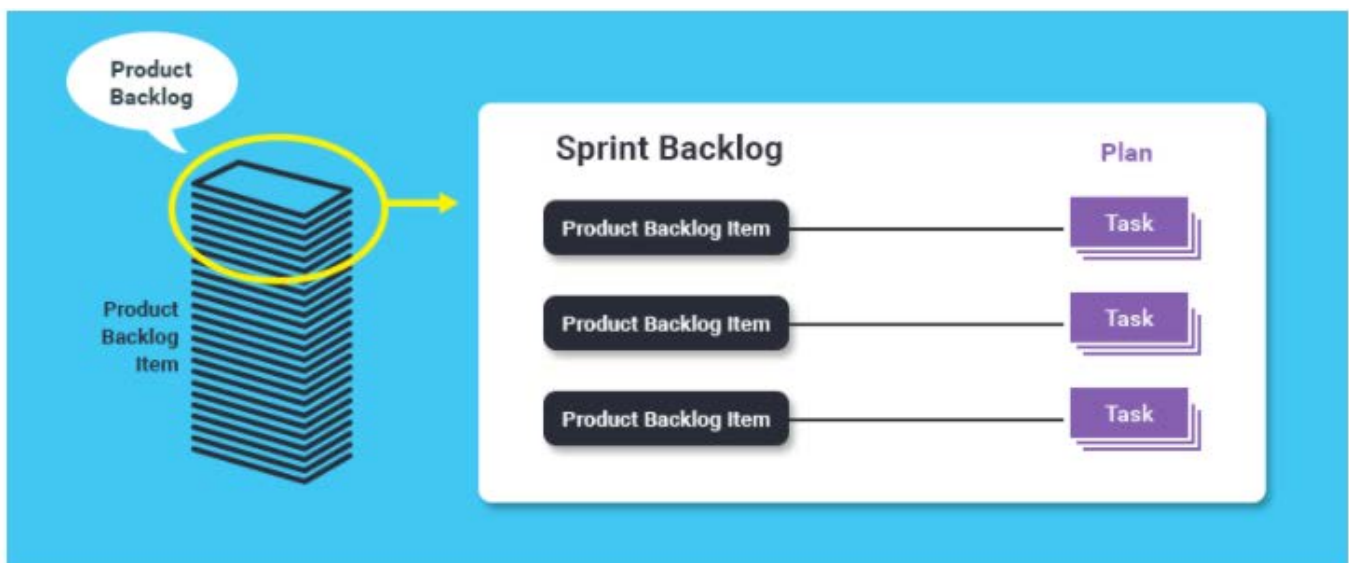 Product
Backlog
Product
Backlog
Item
Sprint Backlog
Plan
Product Backlog Item
Task
Product Backlog Item
Task
Product Backlog Item
Task